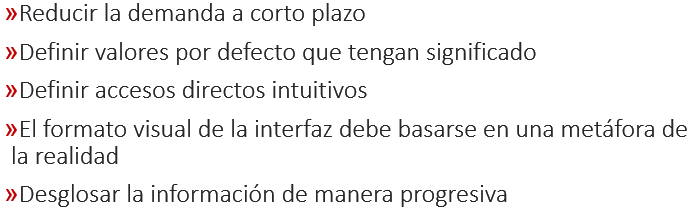 »Reducir la demanda a corto plazo
»Definir valores por defecto que tengan significado
»Definir accesos directos intuitivos
»El formato visual de la interfaz debe basarse en una metáfora de
la realidad
»Desglosar la información de manera progresiva